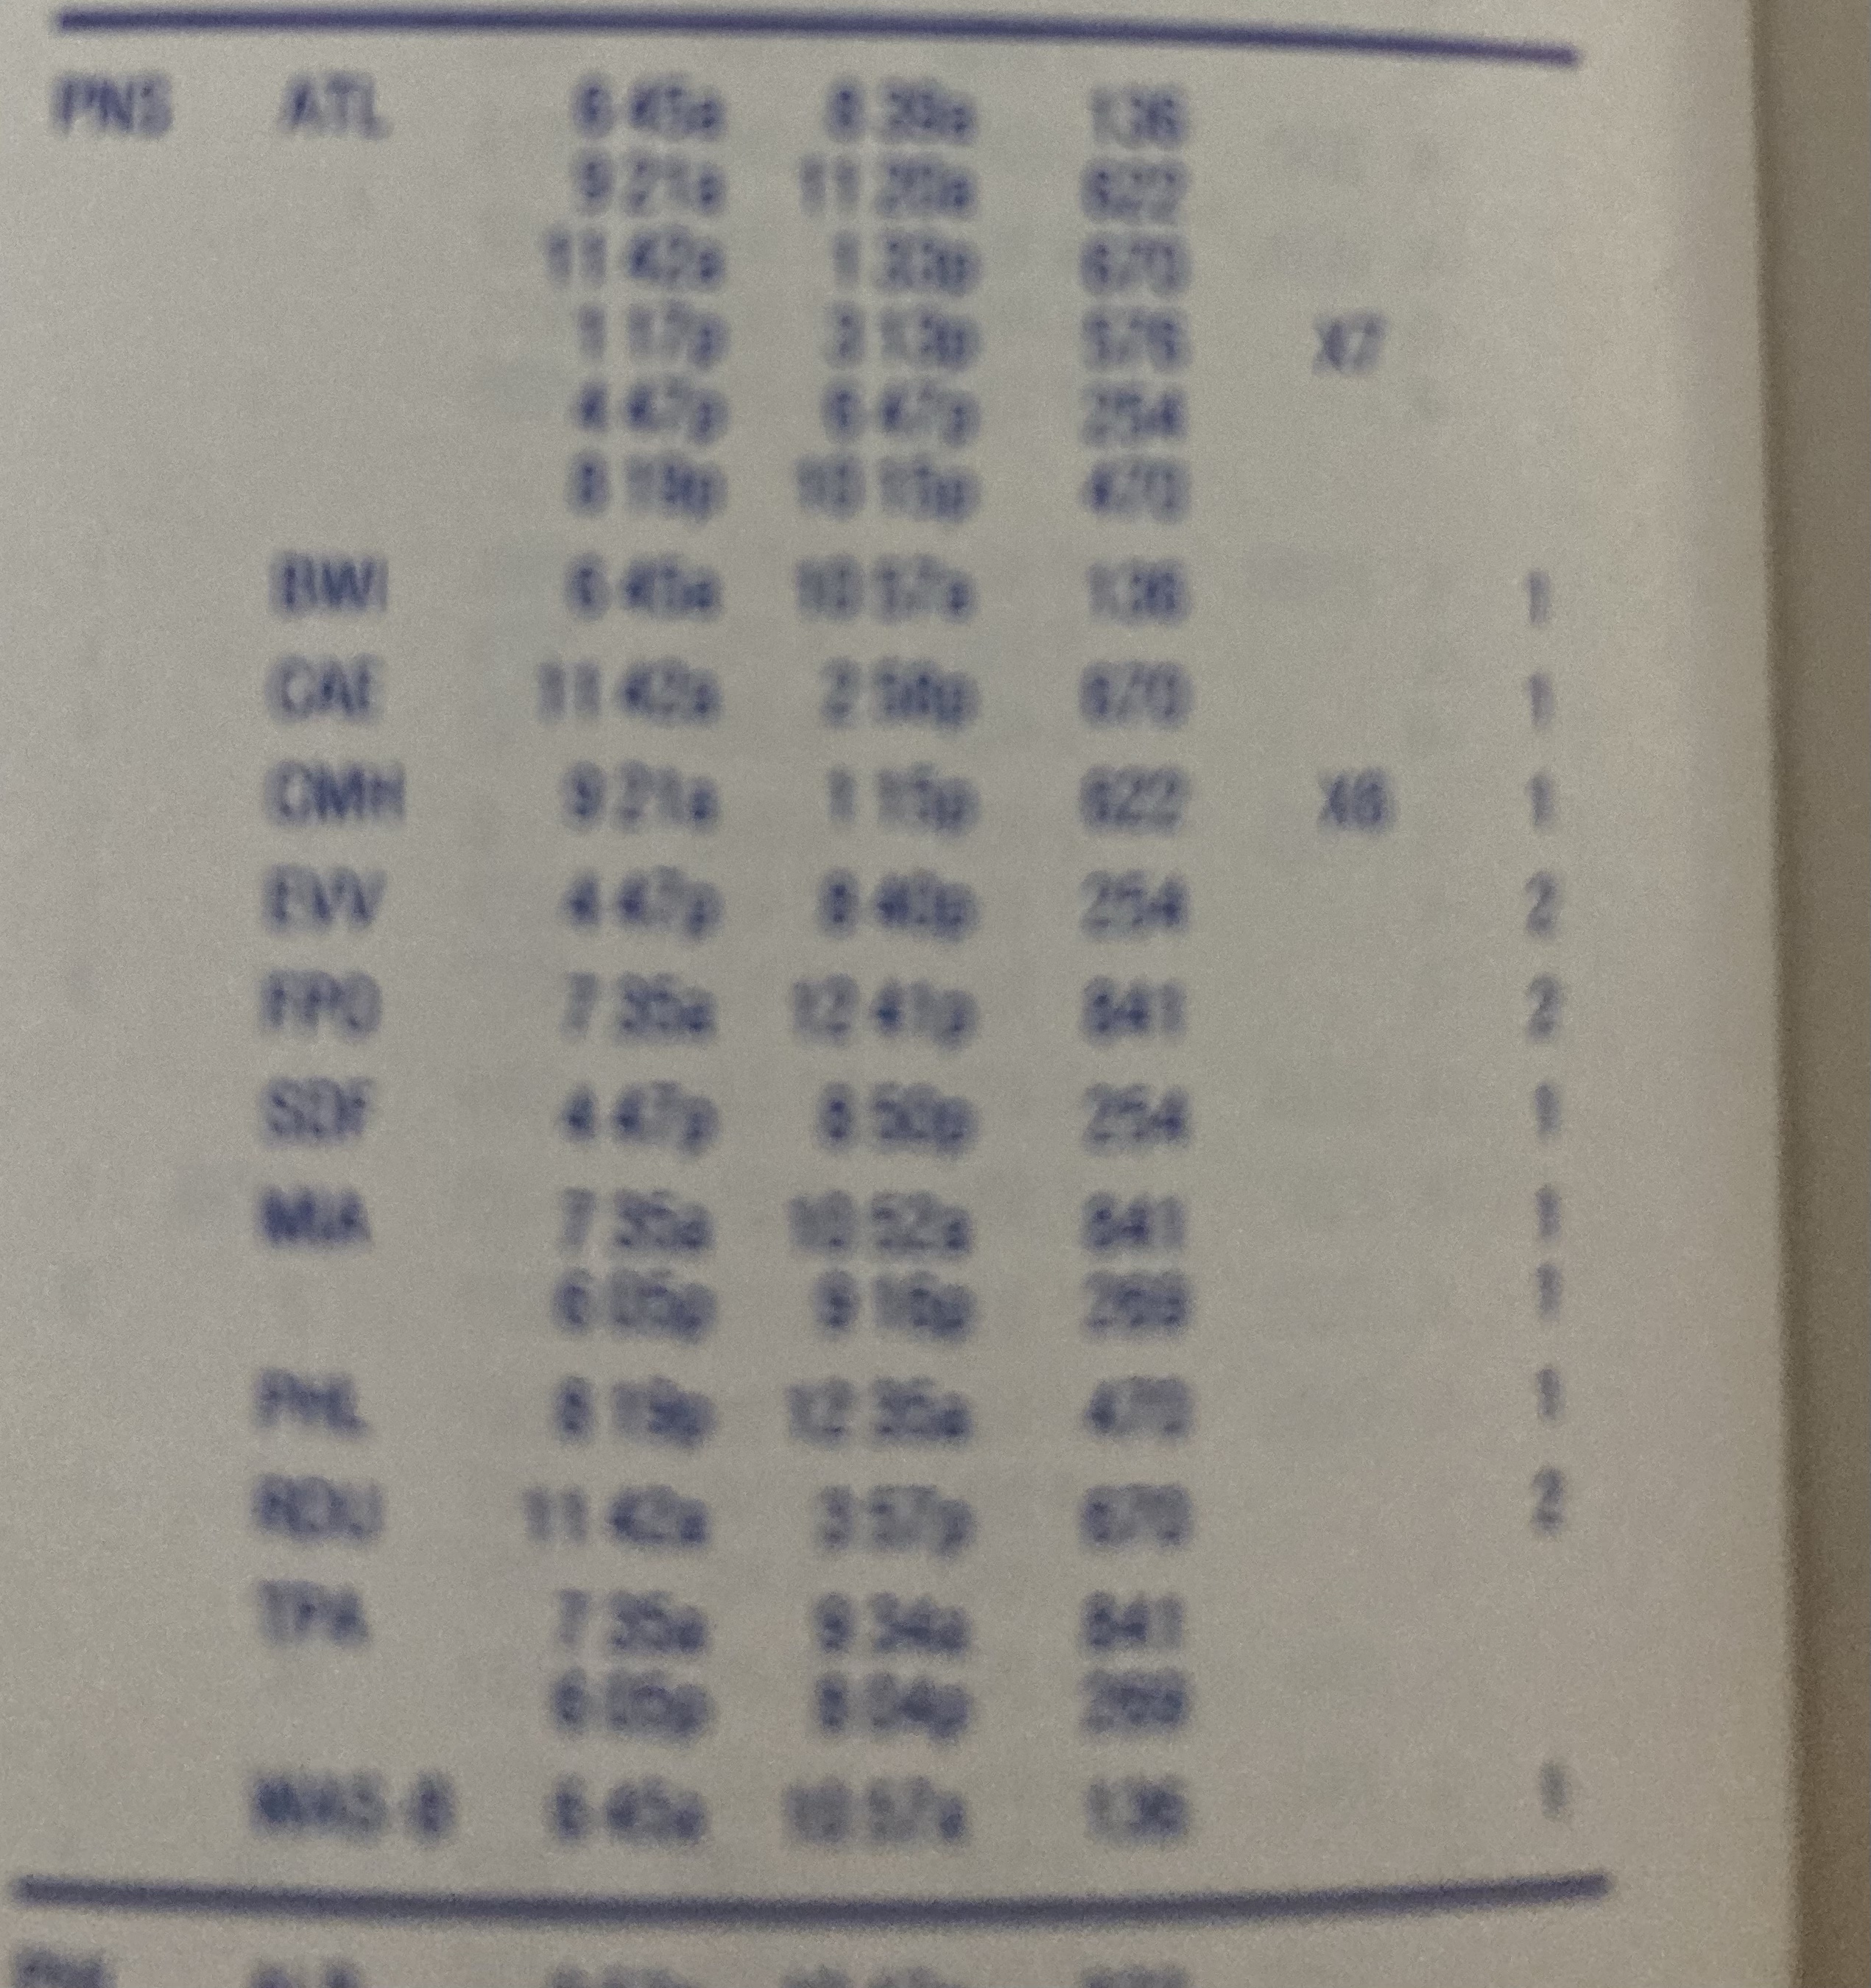 PNS ATL 6 45a 8 39a 136
9 21a 11 20a 622
11 42a 1 33p 670
1 17p 3 13p 576 X7
4 47p 6 47p 254
8 19p 10 15p 470
BWI 6 45a 10 57a 136 1
CAE 11 42a 2 58p 670 1
CMH 9 21a 1 15p 622 X6 1
EVV 4 47p 8 40p 254 2
FPO 7 35a 12 41p 841 2
SDF 4 47p 8 50p 254 1
MIA 7 35a 10 52a 841 1
6 05p 9 16p 269 1
PHL 8 19p 12 35a 470 1
RDU 11 42a 3 57p 670 2
TPA 7 35a 9 34a 841
6 05p 8 04p 269
WAS-B 6 45a 10 57a 136 1